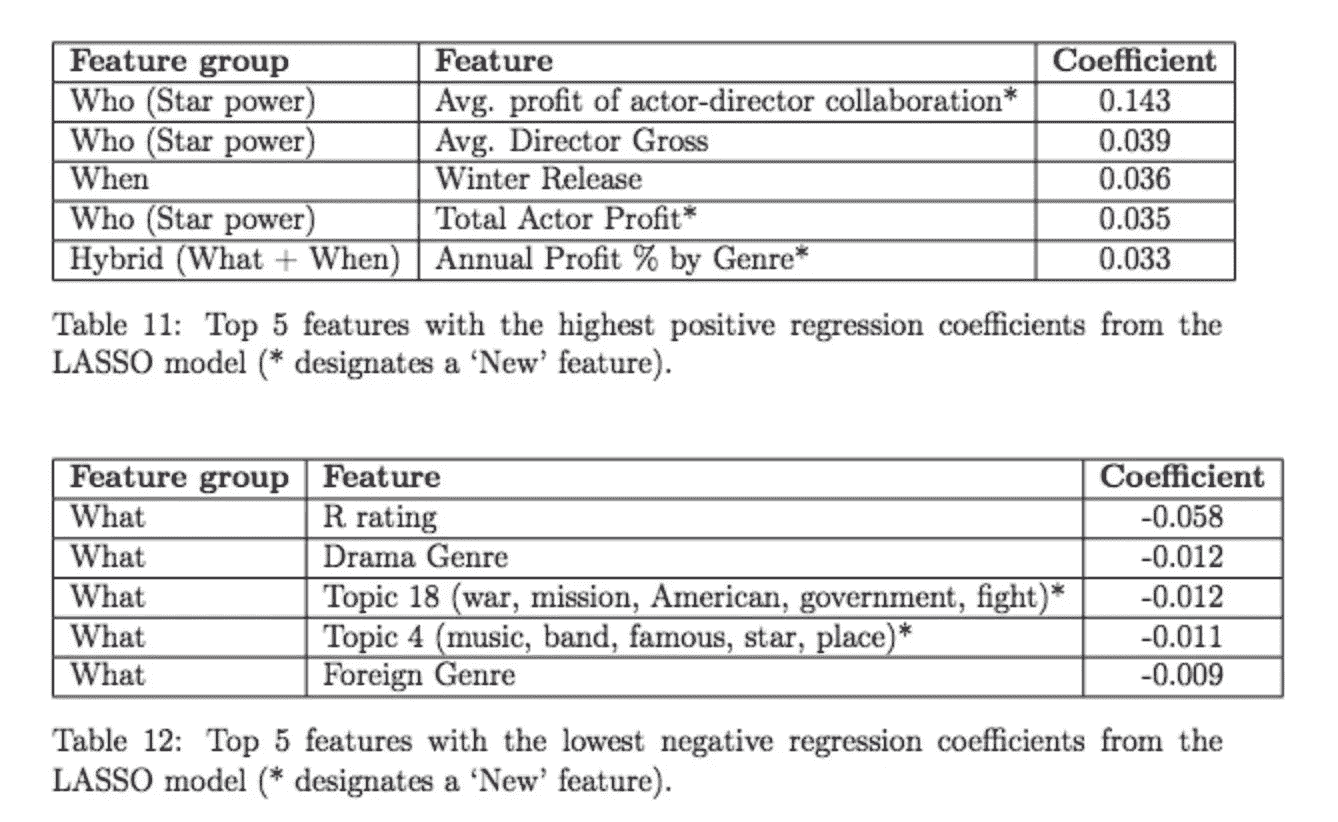 Feature group Feature Coefficient
Who (Star power) Avg. profit of actor-director collaboration* 0.143
Who (Star power) Avg. Director Gross 0.039
When Winter Release 0.036
Who (Star power) Total Actor Profit* 0.035
Hybrid (What + When) Annual Profit % by Genre* 0.033
Table 11: Top 5 features with the highest positive regression coefficients from the
LASSO model (* designates a ‘New’ feature).
Feature group Feature Coefficient
What R rating -0.058
What Drama Genre -0.012
What Topic 18 (war, mission, American, government, fight)* -0.012
What Topic 4 (music, band, famous, star, place)* -0.011
What Foreign Genre -0.009
Table 12: Top 5 features with the lowest negative regression coefficients from the
LASSO model (* designates a ‘New’ feature).